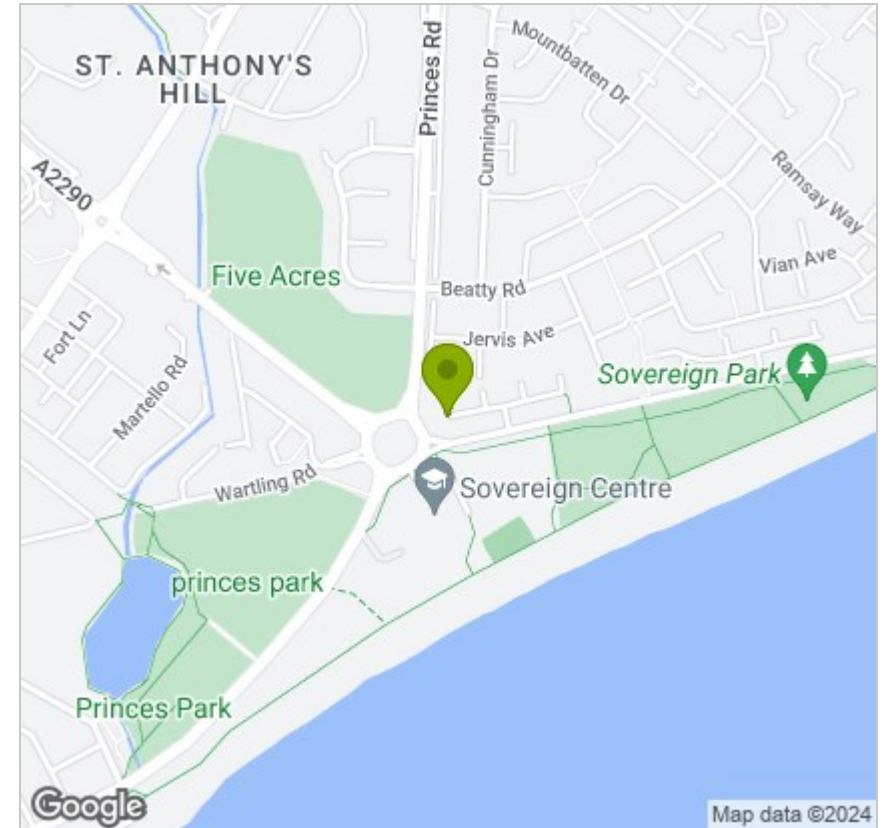 ST. ANTHONY'S
HILL
Princes Rd
Cunningham Dr
Mountbatten Dr
Ramsay Way
A2290
Vian Ave
Five Acres
Beatty Rd
Fort Ln
Jervis Ave
Martello Rd
Sovereign Park
Wartling Rd
Sovereign Centre
princes park
Princes Park
Google
Map data ©2024